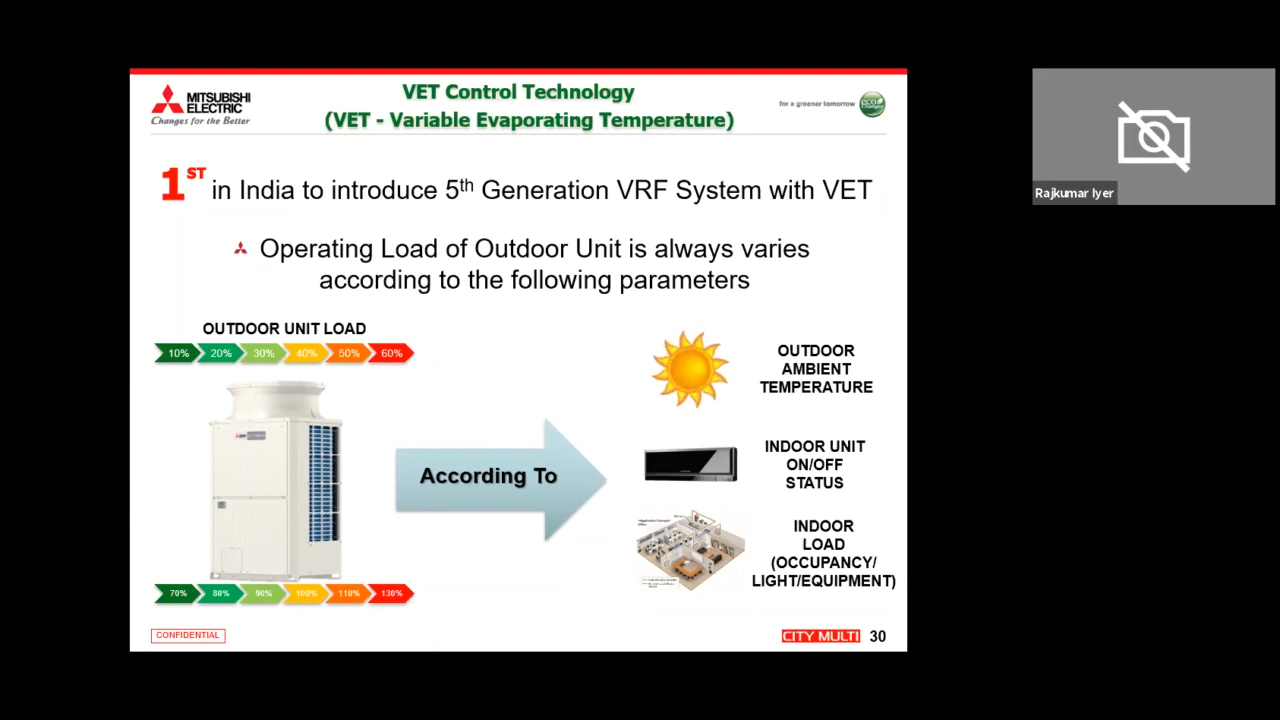 MITSUBISHI
ELECTRIC
Changes for the Better
VET Control Technology
(VET - Variable Evaporating Temperature)
for a greener tomorrow
eco
Changes
1ST in India to introduce 5th Generation VRF System with VET
Operating Load of Outdoor Unit is always varies
according to the following parameters
OUTDOOR UNIT LOAD
10% 20% 30% 40% 50% 60%
According To
70% 80% 90% 100% 110% 130%
OUTDOOR
AMBIENT
TEMPERATURE
INDOOR UNIT
ON/OFF
STATUS
INDOOR
LOAD
(OCCUPANCY/
LIGHT/EQUIPMENT)
CONFIDENTIAL
CITY MULTI 30
Rajkumar Iyer